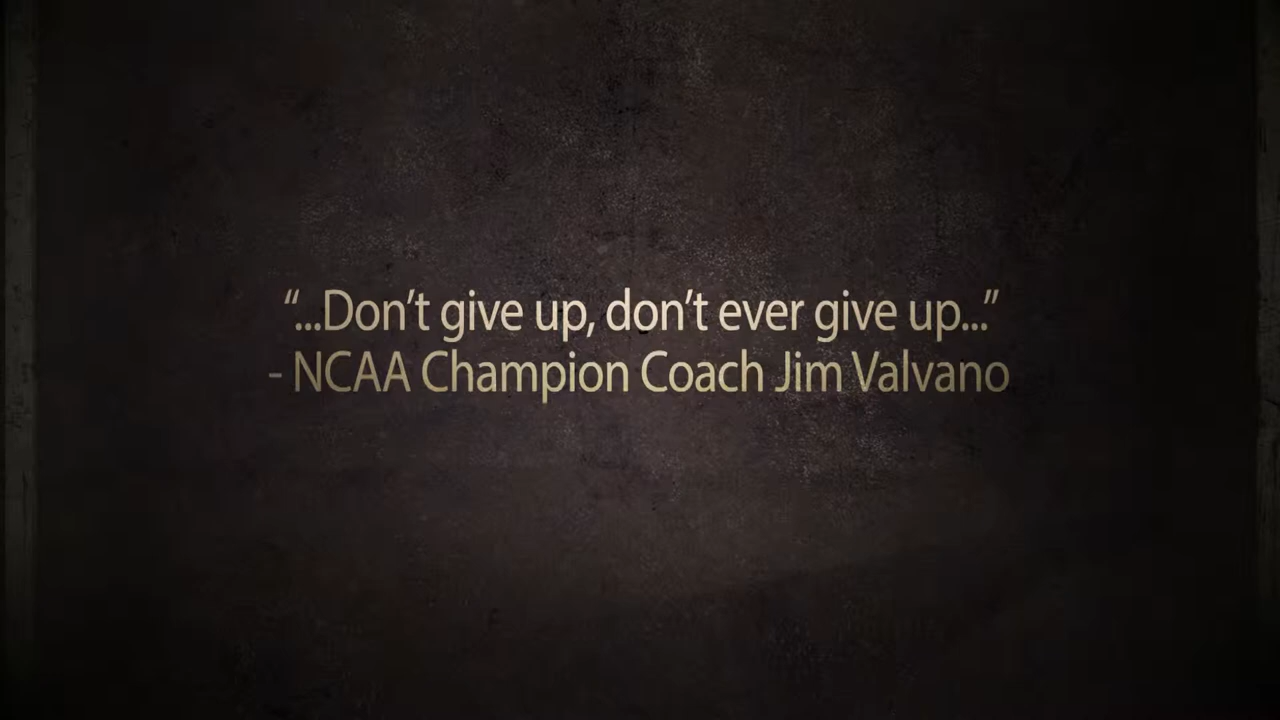 “...Don’t give up, don’t ever give up...”
- NCAA Champion Coach Jim Valvano